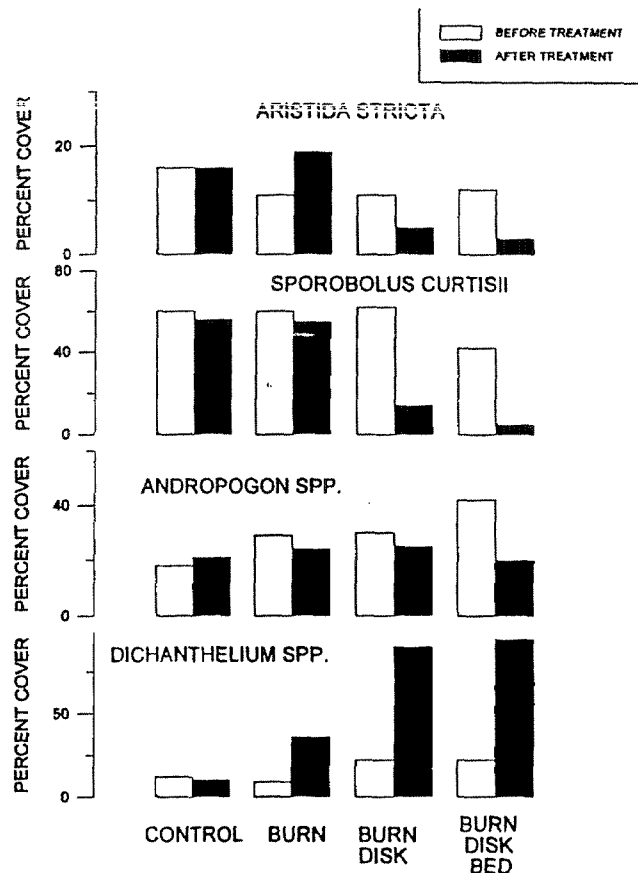 BEFORE TREATMENT
AFTER TREATMENT
ARISTIDA STRICTA
PERCENT COVER
20
0
SPOROBOLUS CURTISII
PERCENT COVER
80
40
0
ANDROPOGON SPP.
PERCENT COVER
40
0
DICHANTHELIUM SPP.
PERCENT COVER
50
0
CONTROL
BURN
BURN
DISK
BURN
DISK
BED